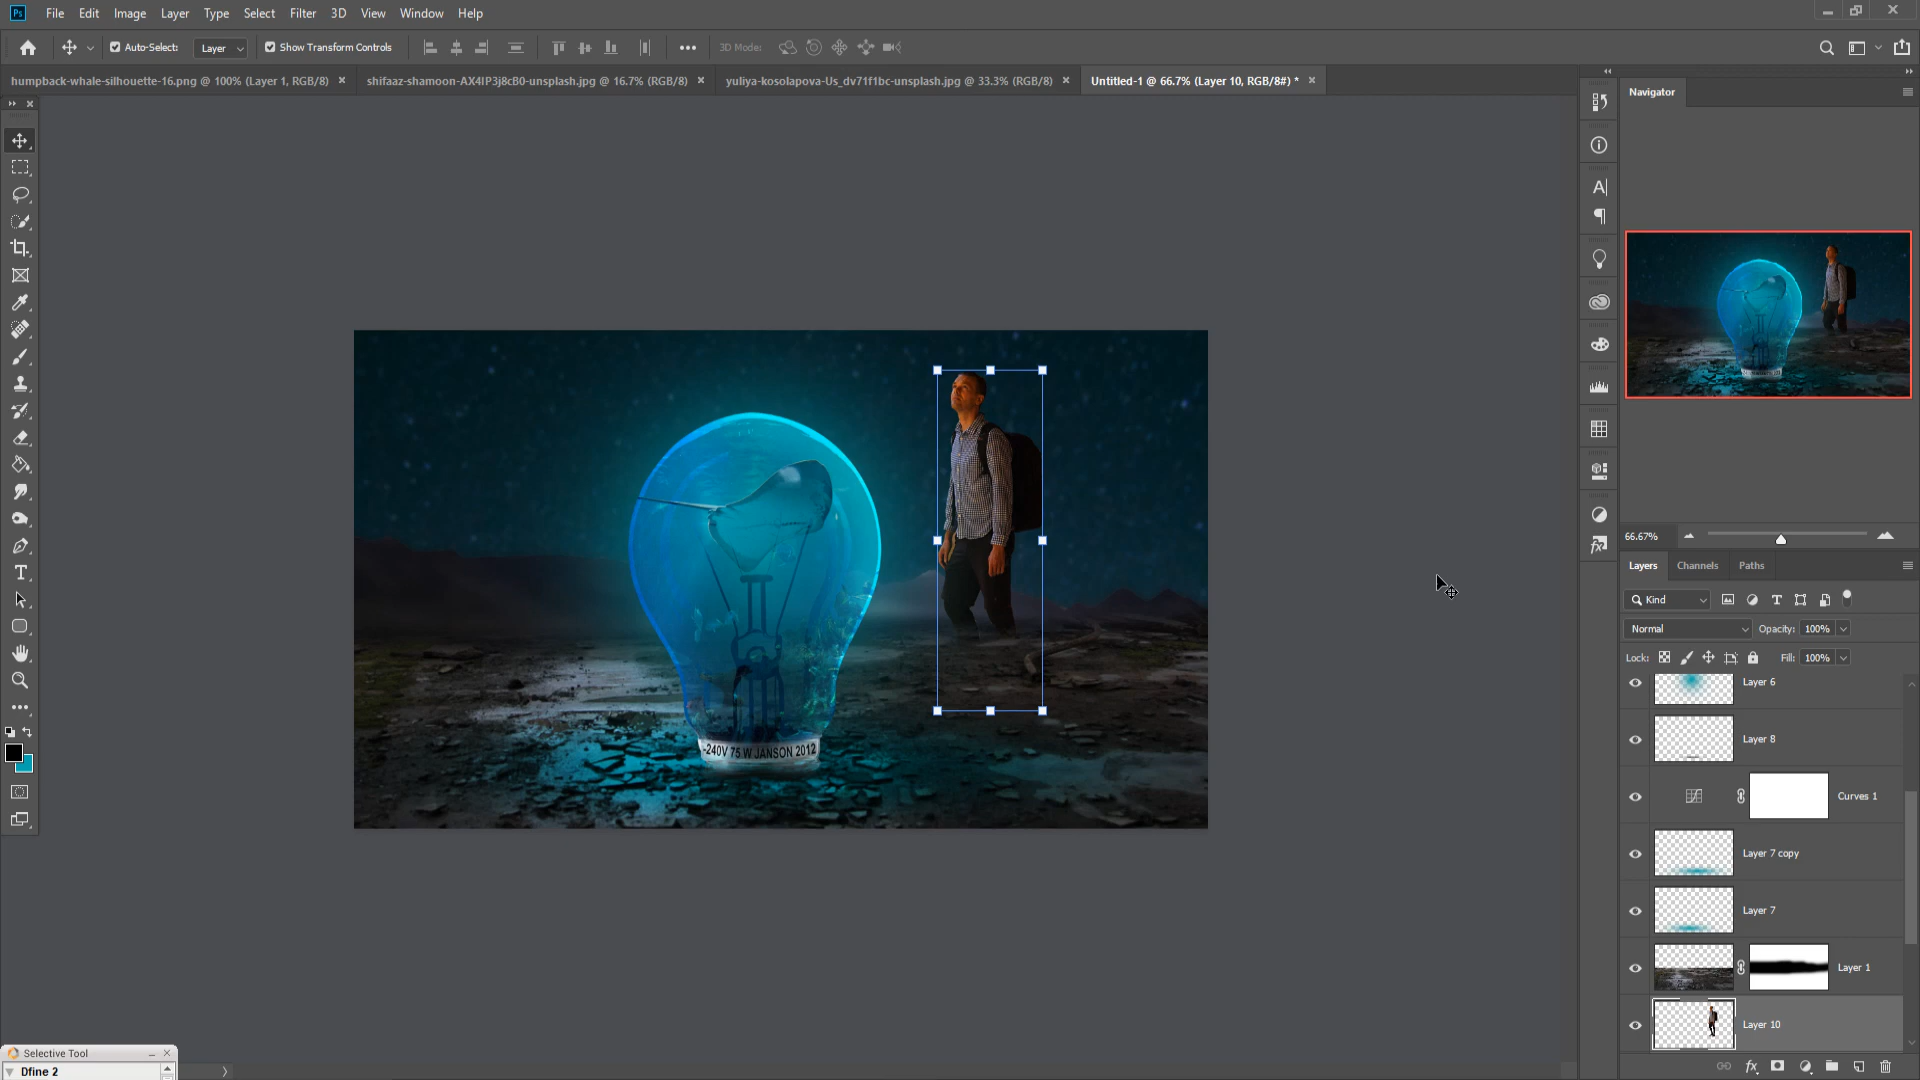 Ps File Edit Image Layer Type Select Filter 3D View Window Help
Auto-Select: Layer Show Transform Controls 3D Mode:
humpback-whale-silhouette-16.png @ 100% (Layer 1, RGB/8) × shifaaz-shamoon-AX4IP3j8cB0-unsplash.jpg @ 16.7% (RGB/8) × yuliya-kosolapova-Us_dv71f1bc-unsplash.jpg @ 33.3% (RGB/8) × Untitled-1 @ 66.7% (Layer 10, RGB/8#) * ×
Navigator
66.67%
Layers Channels Paths
Kind
Normal Opacity: 100%
Lock: Fill: 100%
Layer 6
Layer 8
Curves 1
Layer 7 copy
Layer 7
Layer 1
Layer 10
-240V 75 W JANSON 2012
Selective Tool
Dfine 2